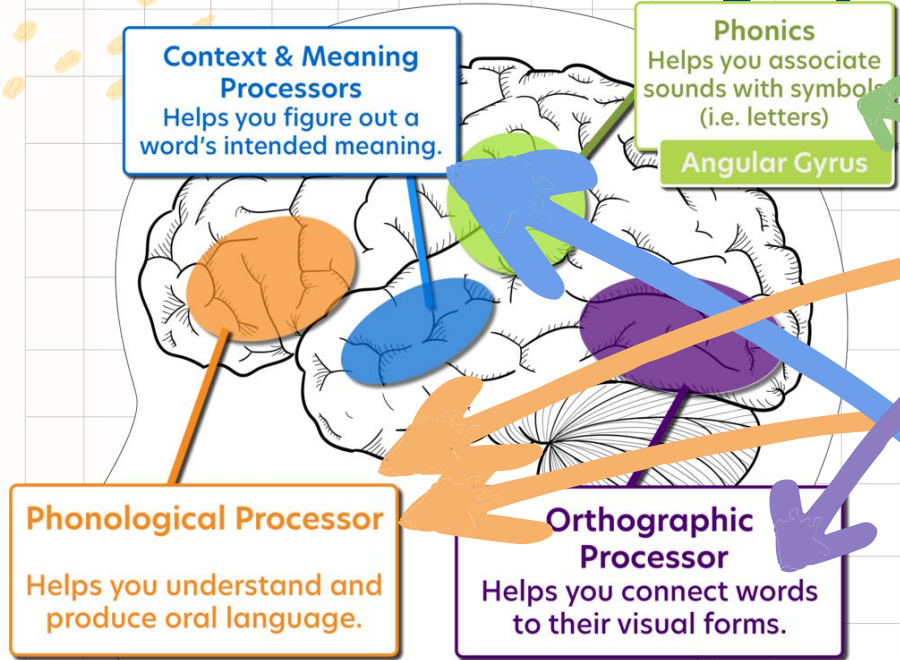 Context & Meaning
Processors
Helps you figure out a
word's intended meaning.
Phonics
Helps you associate
sounds with symbols
(i.e. letters)
Angular Gyrus
Phonological Processor
Helps you understand and
produce oral language.
Orthographic
Processor
Helps you connect words
to their visual forms.